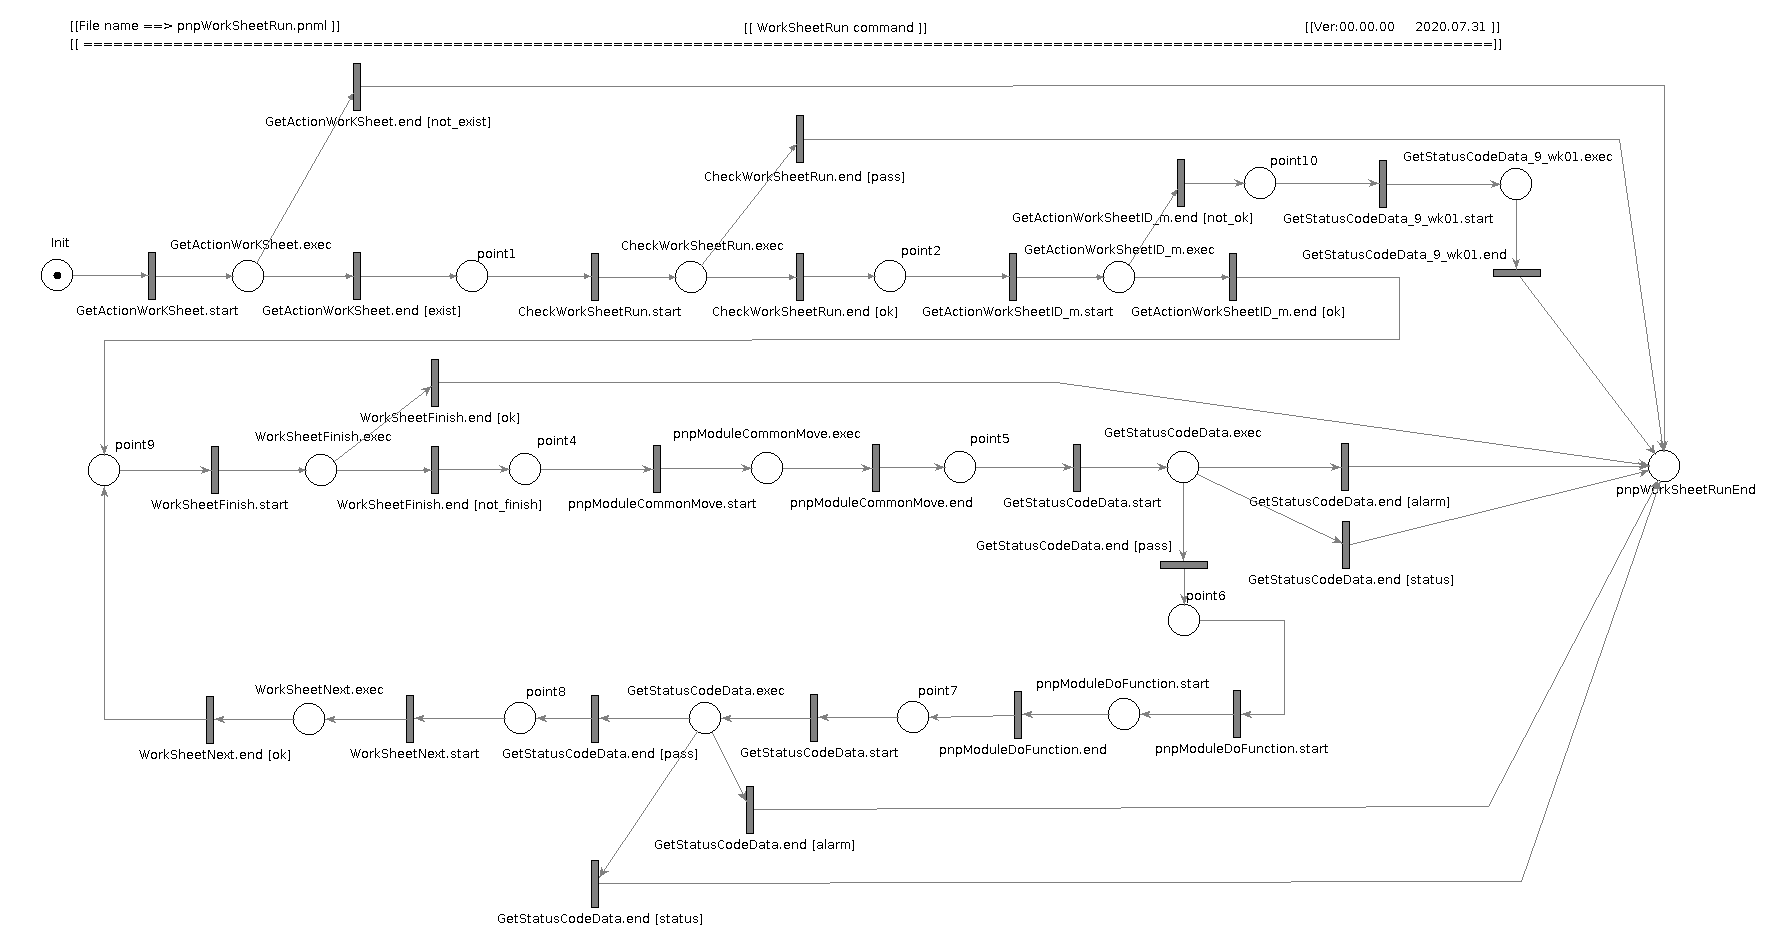 [[File name ==> pnpWorkSheetRun.pnml ]]
[[ WorkSheetRun command ]]
[[Ver:00.00.00 2020.07.31 ]]
[[ =============================================================================================================================================]]
GetActionWorKSheet.end [not_exist]
CheckWorkSheetRun.end [pass]
point10
GetStatusCodeData_9_wk01.exec
GetActionWorkSheetID_m.end [not_ok]
GetStatusCodeData_9_wk01.start
Init
GetActionWorKSheet.exec
point1
CheckWorkSheetRun.exec
point2
GetActionWorkSheetID_m.exec
GetStatusCodeData_9_wk01.end
GetActionWorKSheet.start
GetActionWorKSheet.end [exist]
CheckWorkSheetRun.start
CheckWorkSheetRun.end [ok]
GetActionWorkSheetID_m.start
GetActionWorkSheetID_m.end [ok]
WorkSheetFinish.end [ok]
point9
WorkSheetFinish.exec
point4
pnpModuleCommonMove.exec
point5
GetStatusCodeData.exec
WorkSheetFinish.start
WorkSheetFinish.end [not_finish]
pnpModuleCommonMove.start
pnpModuleCommonMove.end
GetStatusCodeData.start
GetStatusCodeData.end [alarm]
pnpWorkSheetRunEnd
GetStatusCodeData.end [pass]
GetStatusCodeData.end [status]
point6
WorkSheetNext.exec
point8
GetStatusCodeData.exec
point7
pnpModuleDoFunction.start
WorkSheetNext.end [ok]
WorkSheetNext.start
GetStatusCodeData.end [pass]
GetStatusCodeData.start
pnpModuleDoFunction.end
pnpModuleDoFunction.start
GetStatusCodeData.end [alarm]
GetStatusCodeData.end [status]